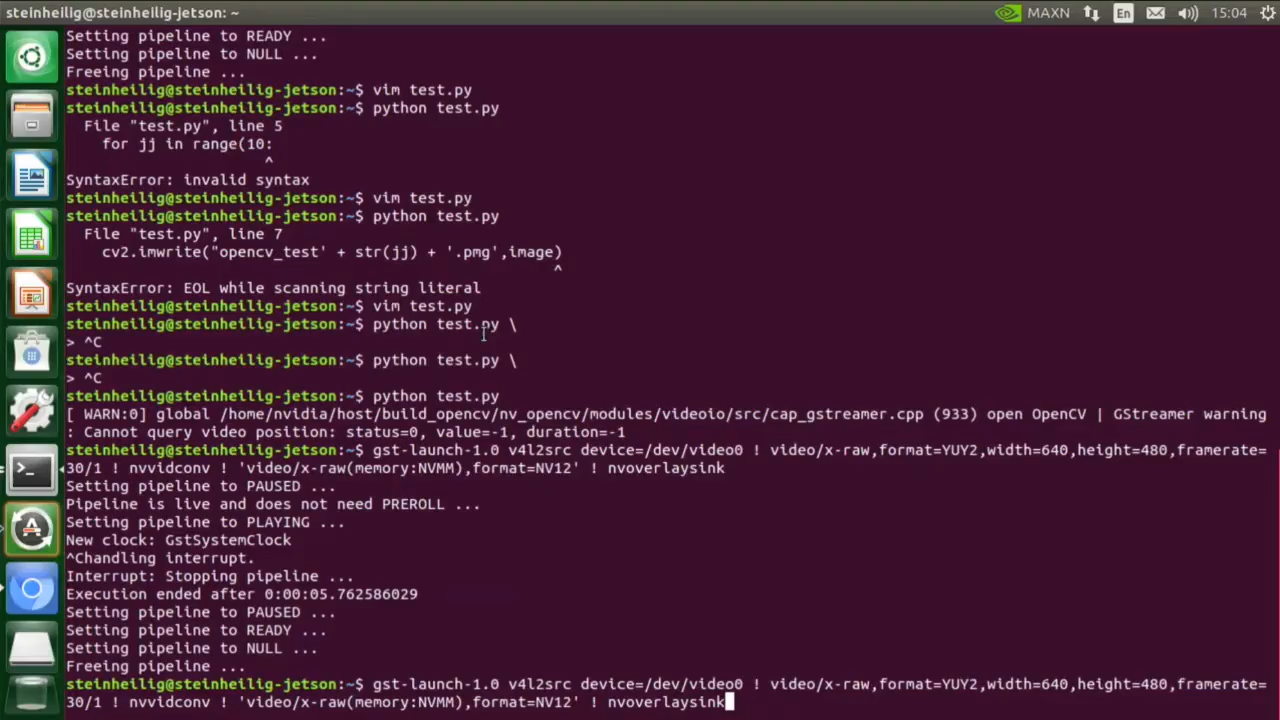 steinheilig@steinheilig-jetson: ~
MAXN
En
15:04
Setting pipeline to READY ...
Setting pipeline to NULL ...
Freeing pipeline ...
steinheilig@steinheilig-jetson:~$ vim test.py
steinheilig@steinheilig-jetson:~$ python test.py
File "test.py", line 5
for jj in range(10:
^
SyntaxError: invalid syntax
steinheilig@steinheilig-jetson:~$ vim test.py
steinheilig@steinheilig-jetson:~$ python test.py
File "test.py", line 7
cv2.imwrite("opencv_test' + str(jj) + '.pmg',image)
^
SyntaxError: EOL while scanning string literal
steinheilig@steinheilig-jetson:~$ vim test.py
steinheilig@steinheilig-jetson:~$ python test.py \
> ^C
steinheilig@steinheilig-jetson:~$ python test.py \
> ^C
steinheilig@steinheilig-jetson:~$ python test.py
[ WARN:0] global /home/nvidia/host/build_opencv/nv_opencv/modules/videoio/src/cap_gstreamer.cpp (933) open OpenCV | GStreamer warning
: Cannot query video position: status=0, value=-1, duration=-1
steinheilig@steinheilig-jetson:~$ gst-launch-1.0 v4l2src device=/dev/video0 ! video/x-raw,format=YUY2,width=640,height=480,framerate=
30/1 ! nvvidconv ! 'video/x-raw(memory:NVMM),format=NV12' ! nvoverlaysink
Setting pipeline to PAUSED ...
Pipeline is live and does not need PREROLL ...
Setting pipeline to PLAYING ...
New clock: GstSystemClock
^Chandling interrupt.
Interrupt: Stopping pipeline ...
Execution ended after 0:00:05.762586029
Setting pipeline to PAUSED ...
Setting pipeline to READY ...
Setting pipeline to NULL ...
Freeing pipeline ...
steinheilig@steinheilig-jetson:~$ gst-launch-1.0 v4l2src device=/dev/video0 ! video/x-raw,format=YUY2,width=640,height=480,framerate=
30/1 ! nvvidconv ! 'video/x-raw(memory:NVMM),format=NV12' ! nvoverlaysink